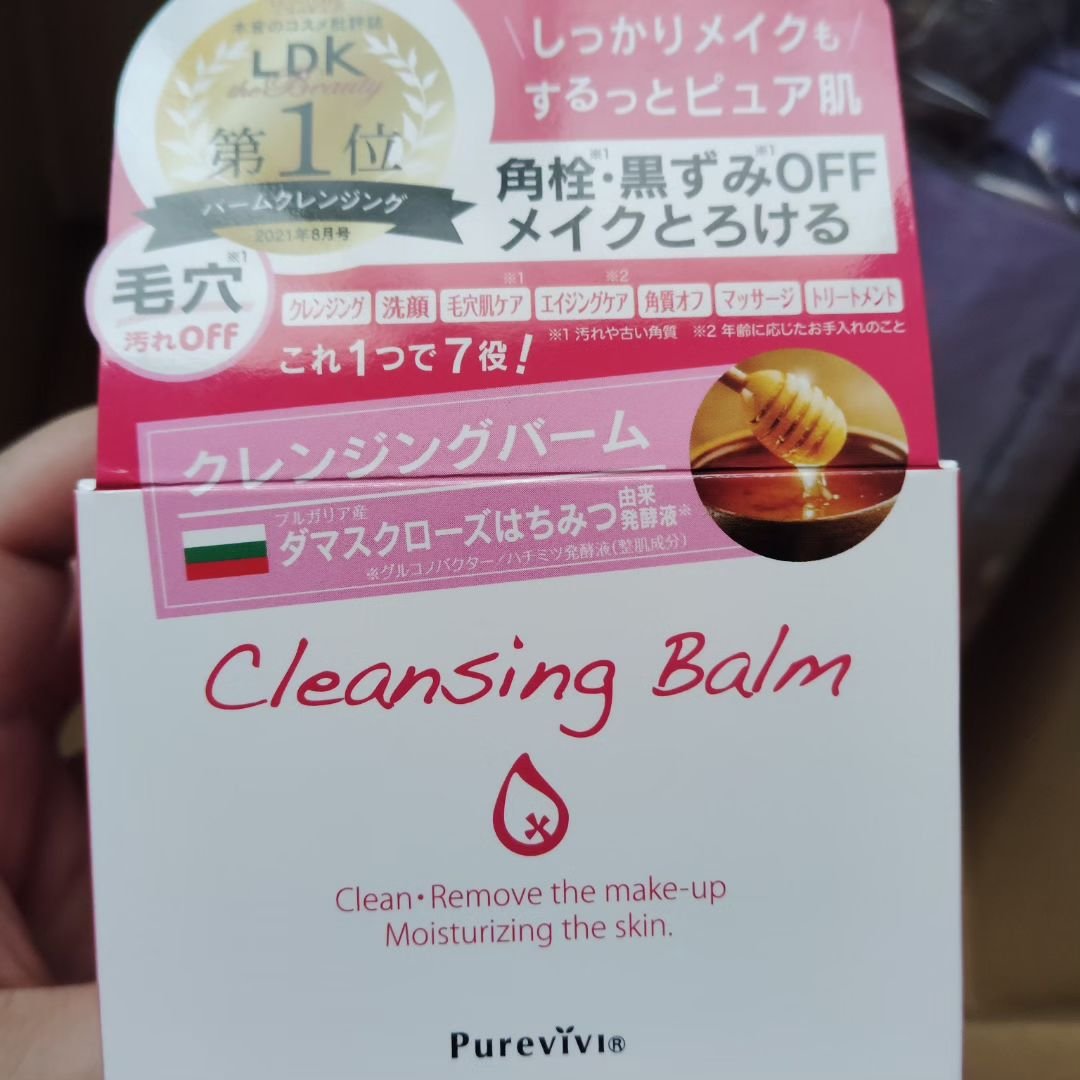 本音のコスメ批評誌
LDK
the Beauty
第1位
バームクレンジング
2021年8月号
しっかりメイクも
するっとピュア肌
角栓※1・黒ずみ※1OFF
メイクとろける
毛穴※1
汚れOFF
クレンジング 洗顔 毛穴肌ケア※1 エイジングケア※2 角質オフ マッサージ トリートメント
これ1つで7役!
※1 汚れや古い角質 ※2 年齢に応じたお手入れのこと
クレンジングバーム
ブルガリア産
ダマスクローズはちみつ由来発酵液※
※グルコノバクター/ハチミツ発酵液(整肌成分)
Cleansing Balm
Clean・Remove the make-up
Moisturizing the skin.
Purevivi®